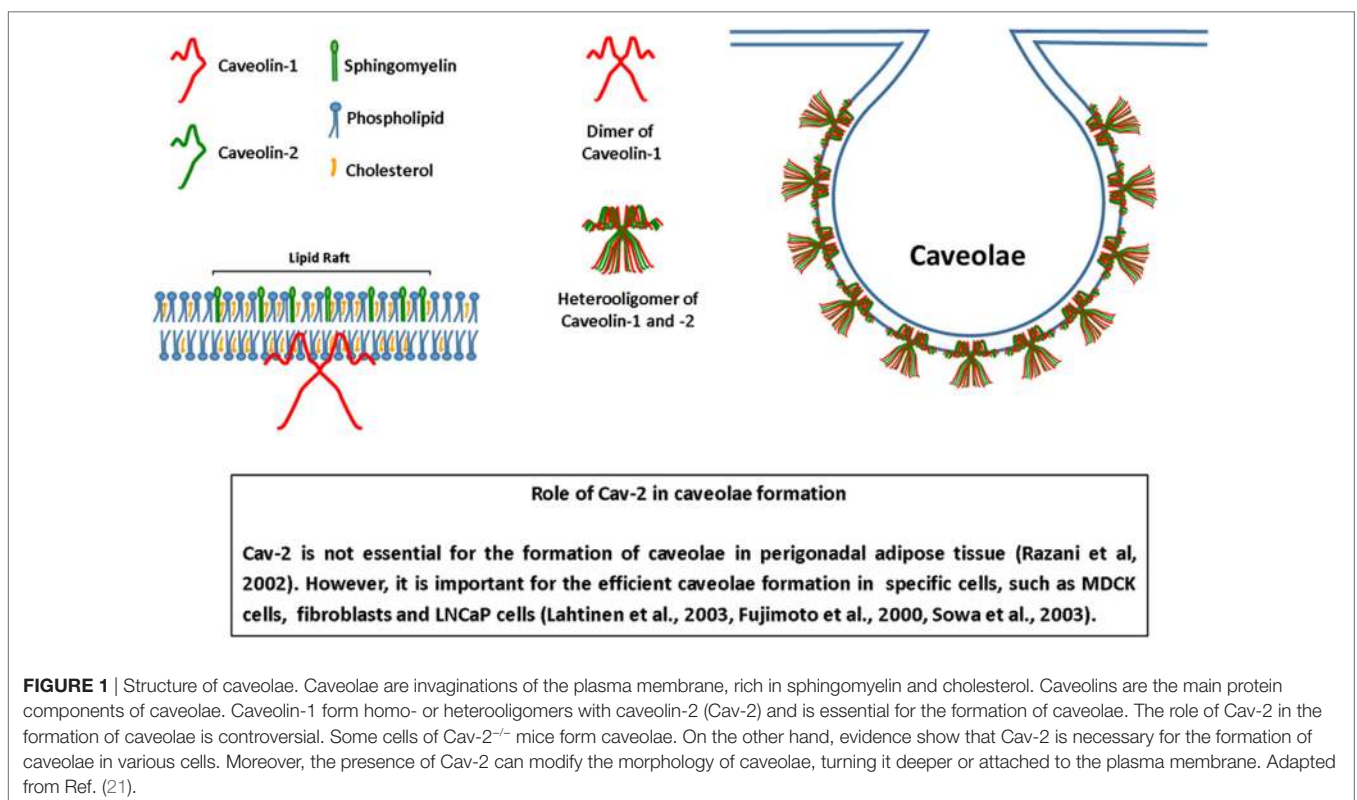 Caveolin-1
Sphingomyelin
Caveolin-2
Phospholipid
Cholesterol
Dimer of
Caveolin-1
Lipid Raft
Heterooligomer of
Caveolin-1 and -2
Caveolae
Role of Cav-2 in caveolae formation
Cav-2 is not essential for the formation of caveolae in perigonadal adipose tissue (Razani et al,
2002). However, it is important for the efficient caveolae formation in specific cells, such as MDCK
cells, fibroblasts and LNCaP cells (Lahtinen et al., 2003, Fujimoto et al., 2000, Sowa et al., 2003).
FIGURE 1 | Structure of caveolae. Caveolae are invaginations of the plasma membrane, rich in sphingomyelin and cholesterol. Caveolins are the main protein
components of caveolae. Caveolin-1 form homo- or heterooligomers with caveolin-2 (Cav-2) and is essential for the formation of caveolae. The role of Cav-2 in the
formation of caveolae is controversial. Some cells of Cav-2−/− mice form caveolae. On the other hand, evidence show that Cav-2 is necessary for the formation of
caveolae in various cells. Moreover, the presence of Cav-2 can modify the morphology of caveolae, turning it deeper or attached to the plasma membrane. Adapted
from Ref. (21).